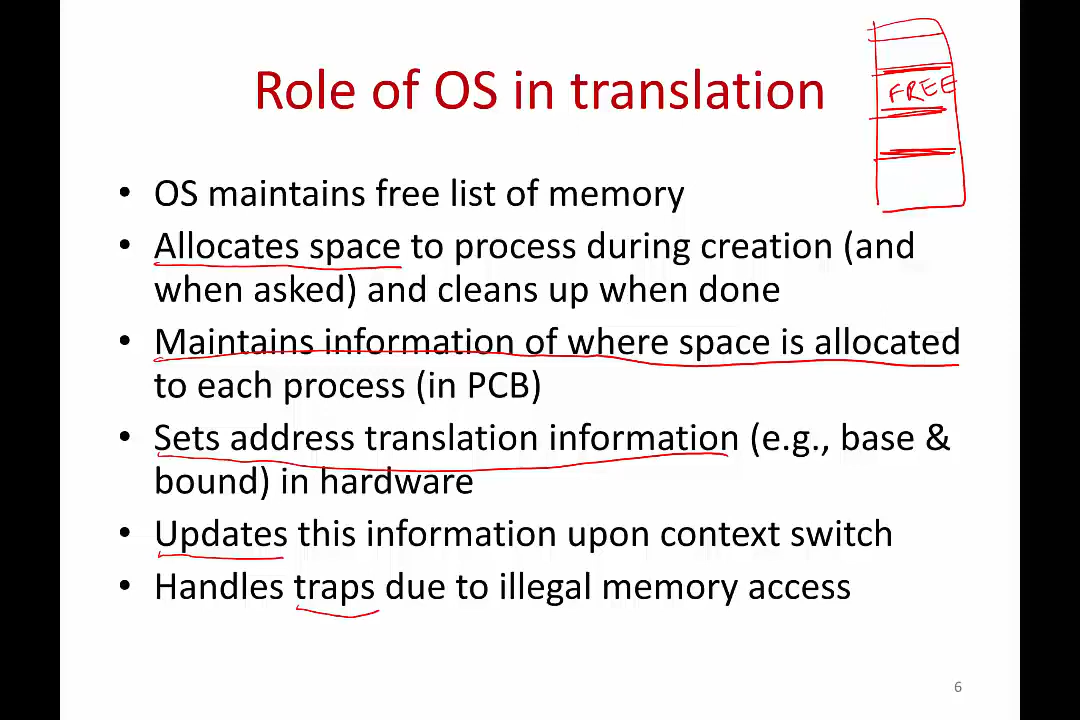 Role of OS in translation
FREE
• OS maintains free list of memory
• Allocates space to process during creation (and
when asked) and cleans up when done
• Maintains information of where space is allocated
to each process (in PCB)
• Sets address translation information (e.g., base &
bound) in hardware
• Updates this information upon context switch
• Handles traps due to illegal memory access
6